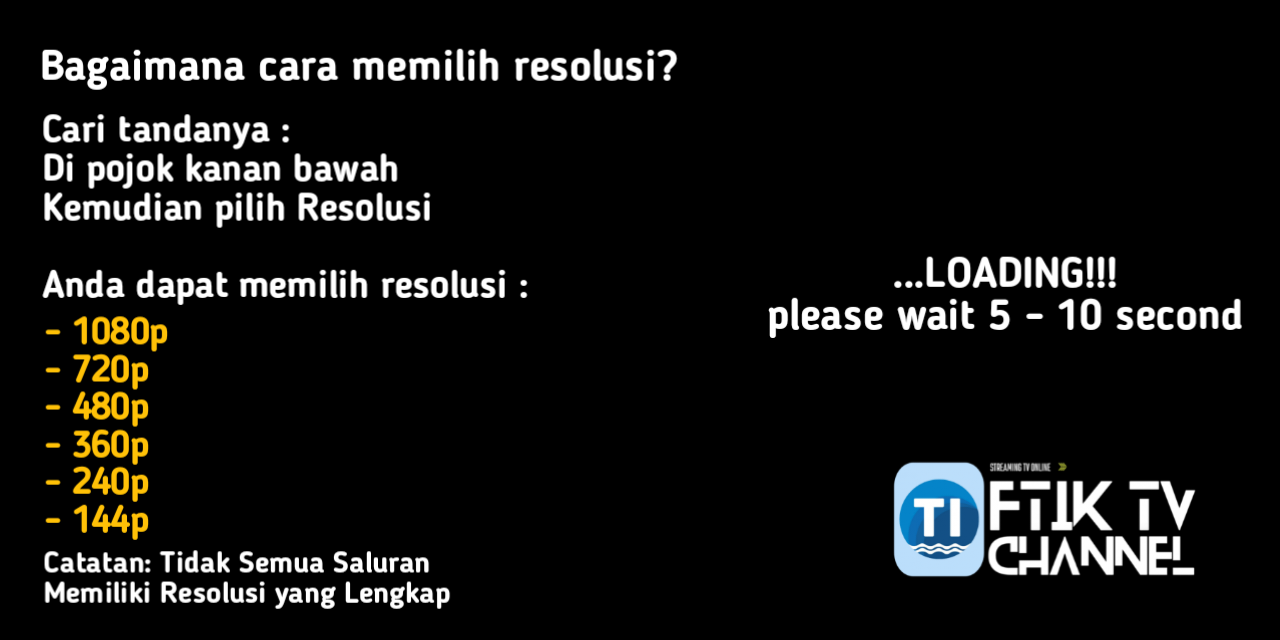 Bagaimana cara memilih resolusi?
Cari tandanya :
Di pojok kanan bawah
Kemudian pilih Resolusi
Anda dapat memilih resolusi :
- 1080p
- 720p
- 480p
- 360p
- 240p
- 144p
Catatan: Tidak Semua Saluran
Memiliki Resolusi yang Lengkap
...LOADING!!!
please wait 5 - 10 second
STREAMING TV ONLINE
TI
FTIK TV
CHANNEL